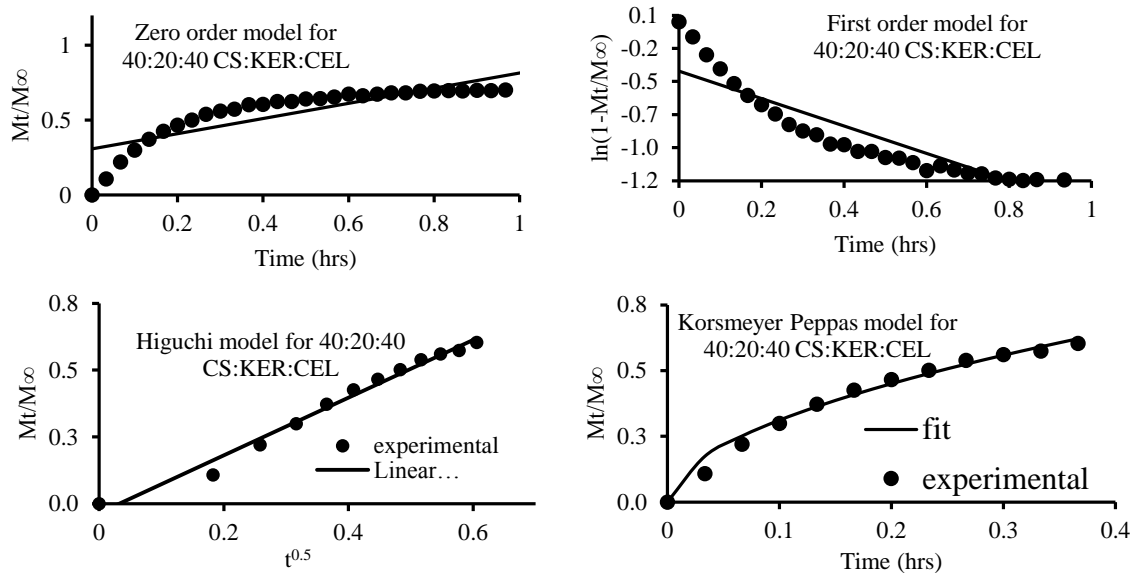 Zero order model for
40:20:40 CS:KER:CEL
1
0.5
0
Mt/M∞
0 0.2 0.4 0.6 0.8 1
Time (hrs)
First order model for
40:20:40 CS:KER:CEL
0.1
-0.2
-0.5
-0.7
-1.0
-1.2
ln(1-Mt/M∞)
0 0.2 0.4 0.6 0.8 1
Time (hrs)
Higuchi model for 40:20:40
CS:KER:CEL
0.8
0.5
0.3
0.0
Mt/M∞
experimental
Linear…
0 0.2 0.4 0.6
t0.5
Korsmeyer Peppas model for
40:20:40 CS:KER:CEL
0.8
0.5
0.3
0.0
Mt/M∞
fit
experimental
0 0.1 0.2 0.3 0.4
Time (hrs)